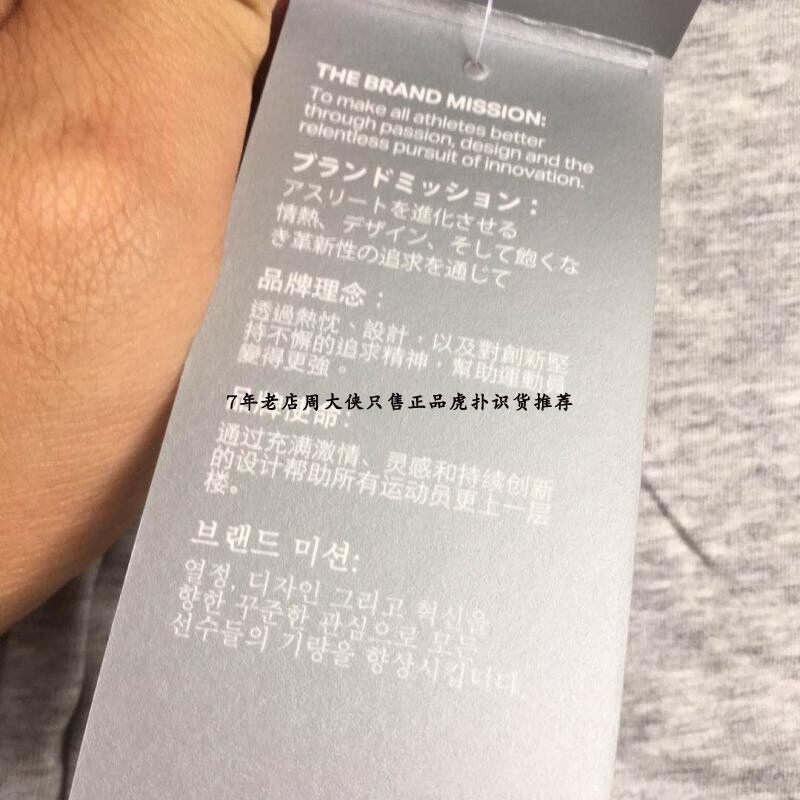 THE BRAND MISSION:
To make all athletes better
through passion, design and the
relentless pursuit of innovation.
ブランドミッション：
アスリートを進化させる
情熱、デザイン、そして飽くな
き革新性の追求を通じて
品牌理念：
透過熱忱、設計，以及對創新堅
持不懈的追求精神，幫助運動員
變得更強。
7年老店周大侠只售正品虎扑识货推荐
品牌使命：
通过充满激情、灵感和持续创新
的设计帮助所有运动员更上一层
楼。
브랜드 미션:
열정, 디자인 그리고 혁신을
향한 꾸준한 관심으로 모든
선수들의 기량을 향상시킵니다.